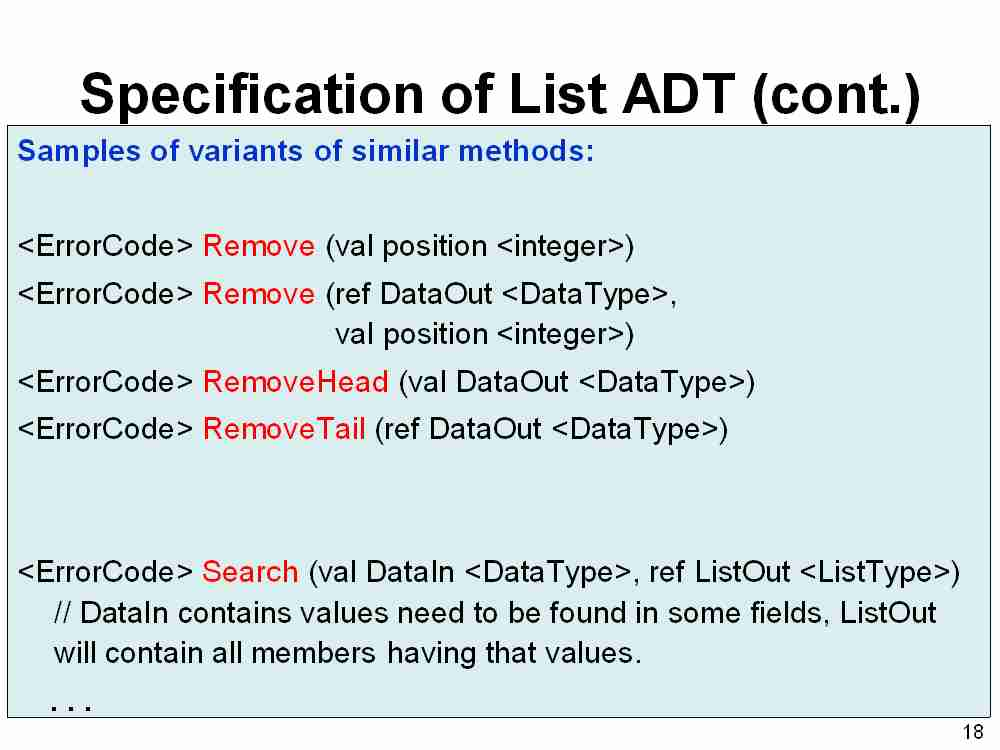 Specification of List ADT (cont.)
Samples of variants of similar methods:
<ErrorCode> Remove (val position <integer>)
<ErrorCode> Remove (ref DataOut <DataType>,
val position <integer>)
<ErrorCode> RemoveHead (val DataOut <DataType>)
<ErrorCode> RemoveTail (ref DataOut <DataType>)
<ErrorCode> Search (val DataIn <DataType>, ref ListOut <ListType>)
// DataIn contains values need to be found in some fields, ListOut
will contain all members having that values.
. . .
18